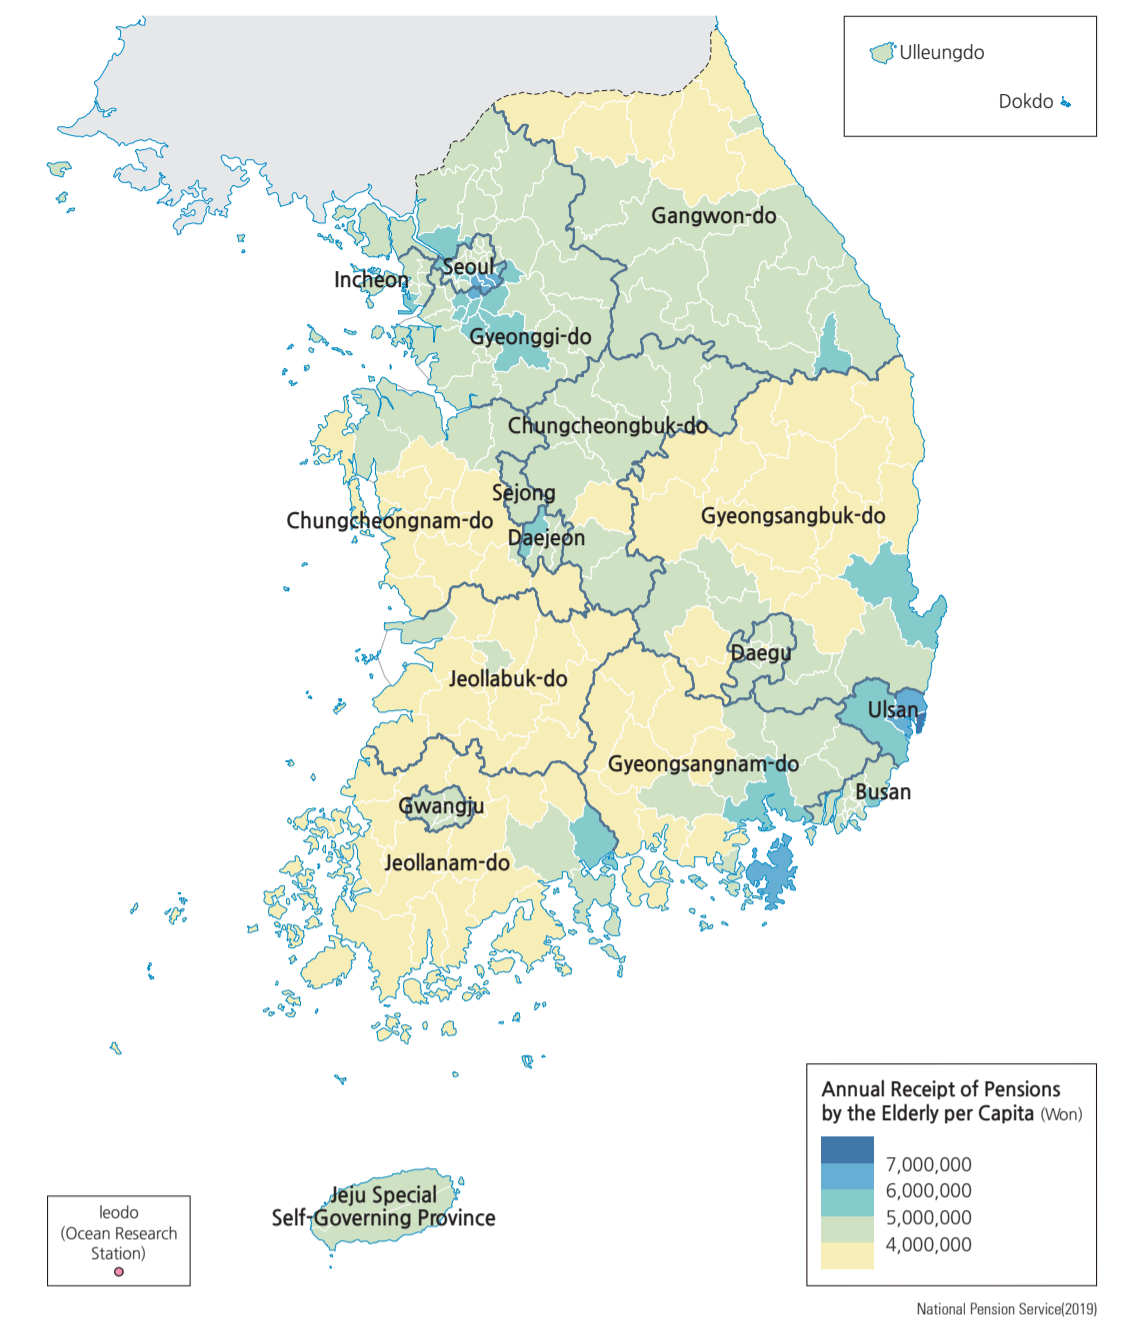 Ulleungdo
Dokdo
Gangwon-do
Seoul
Incheon
Gyeonggi-do
Chungcheongbuk-do
Sejong
Chungcheongnam-do
Gyeongsangbuk-do
Daejeon
Daegu
Jeollabuk-do
Ulsan
Gyeongsangnam-do
Busan
Gwangju
Jeollanam-do
Annual Receipt of Pensions
by the Elderly per Capita (Won)
7,000,000
6,000,000
5,000,000
4,000,000
Jeju Special
Self-Governing Province
Ieodo
(Ocean Research
Station)
National Pension Service(2019)